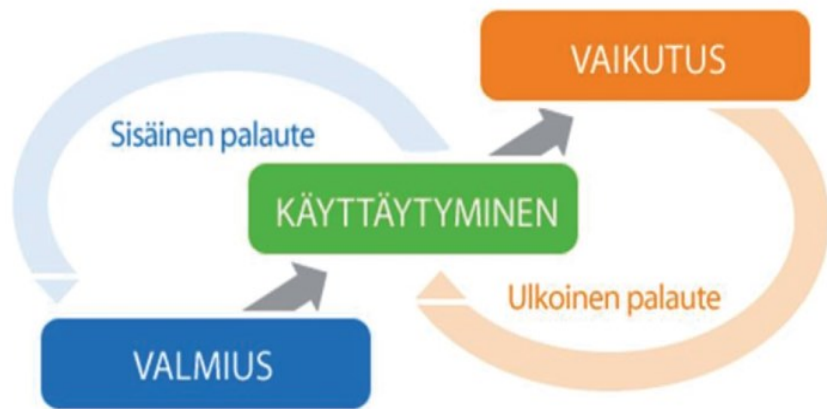 VAIKUTUS
Sisäinen palaute
KÄYTTÄYTYMINEN
Ulkoinen palaute
VALMIUS